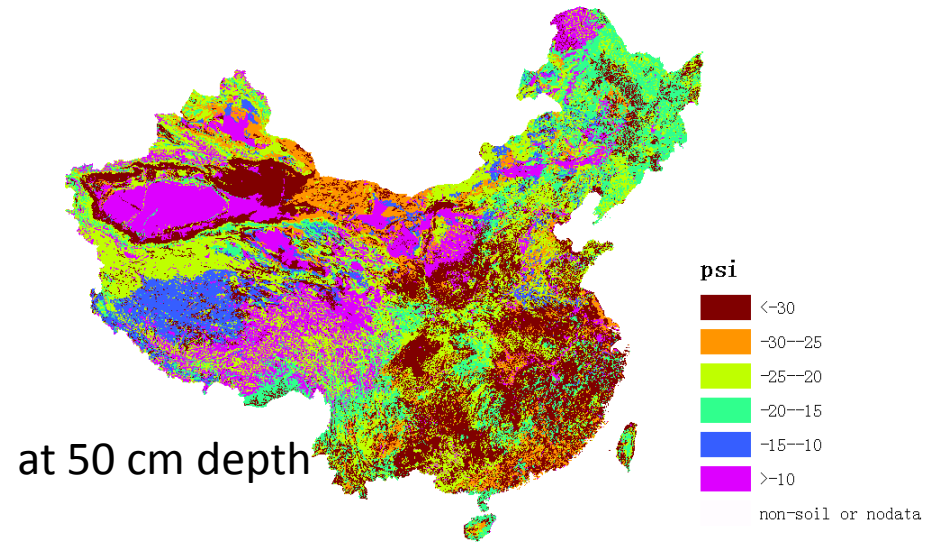 psi
<-30
-30--25
-25--20
-20--15
-15--10
>-10
non-soil or nodata
at 50 cm depth